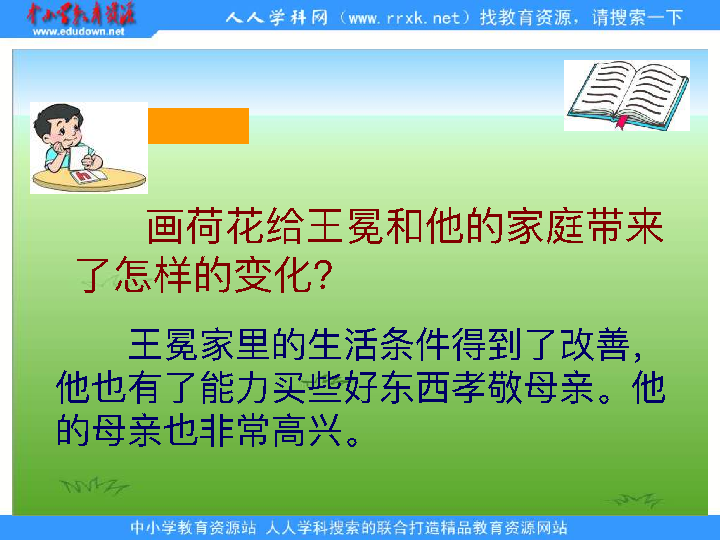 中小学教育资源
www.edudown.net
人人学科网（www.rrxk.net）找教育资源，请搜索一下
画荷花给王冕和他的家庭带来
了怎样的变化？
王冕家里的生活条件得到了改善，
他也有了能力买些好东西孝敬母亲。他
的母亲也非常高兴。
中小学教育资源站 人人学科搜索的联合打造精品教育资源网站